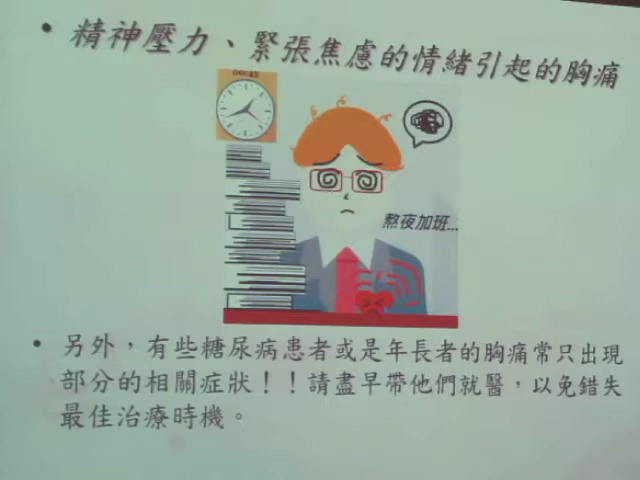 • 精神壓力、緊張焦慮的情緒引起的胸痛
熬夜加班...
• 另外，有些糖尿病患者或是年長者的胸痛常只出現
部分的相關症狀！！請盡早帶他們就醫，以免錯失
最佳治療時機。